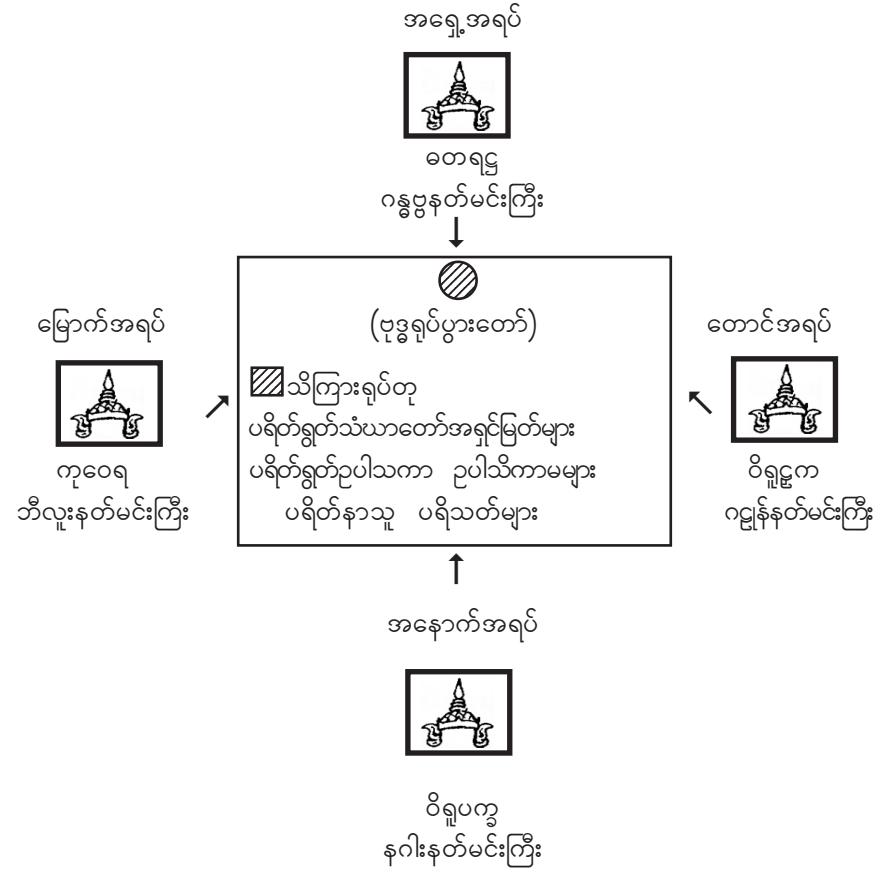 အရှေ့အရပ်
ဓတရဋ္ဌ
ဂန္ဓဗ္ဗနတ်မင်းကြီး
မြောက်အရပ်
ကုဝေရ
ဘီလူးနတ်မင်းကြီး
(ဗုဒ္ဓရုပ်ပွားတော်)
သိကြားရုပ်တု
ပရိတ်ရွတ်သံဃာတော်အရှင်မြတ်များ
ပရိတ်ရွတ်ဥပါသကာ ဥပါသိကာမများ
ပရိတ်နာသူ ပရိသတ်များ
တောင်အရပ်
ဝိရူဠှက
ဂဠုန်နတ်မင်းကြီး
အနောက်အရပ်
ဝိရူပက္ခ
နဂါးနတ်မင်းကြီး